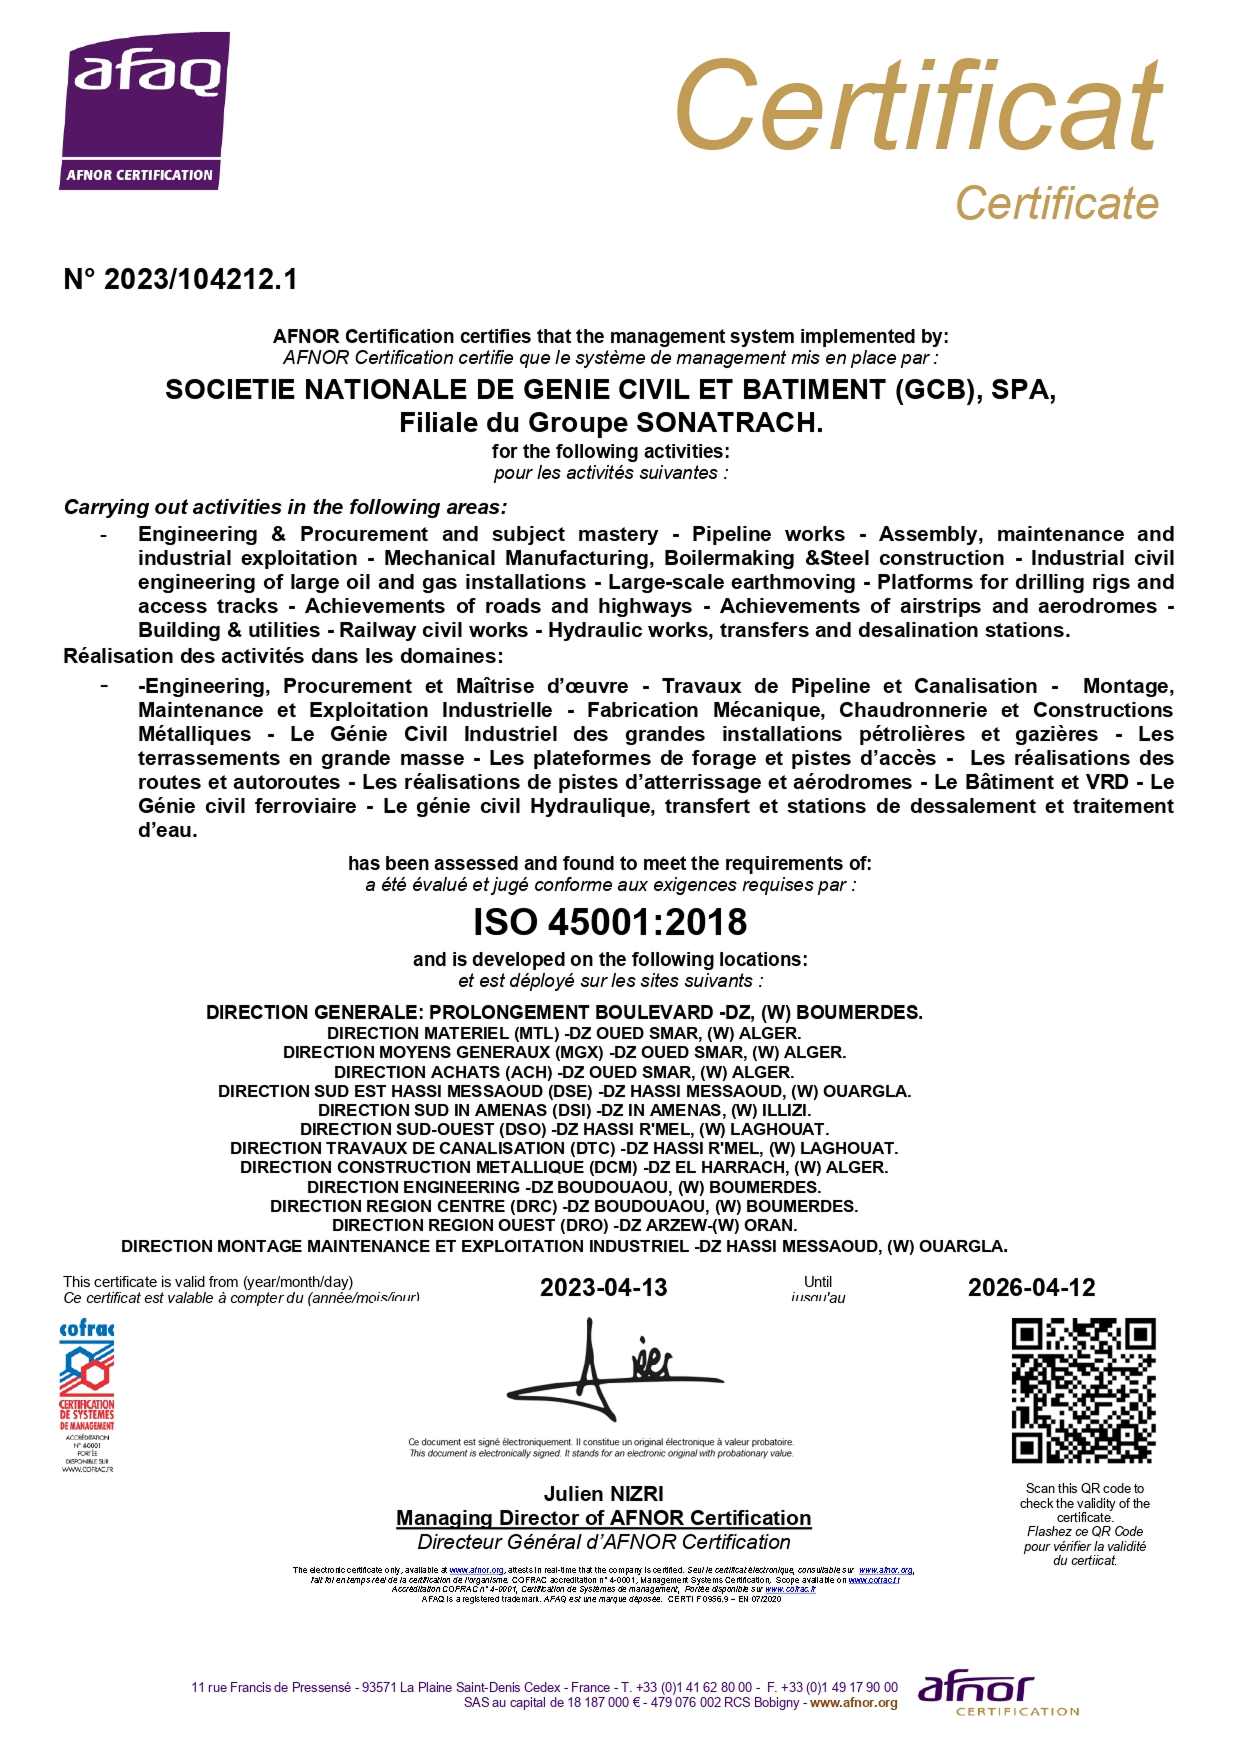 afaq
AFNOR CERTIFICATION
Certificat
Certificate
N° 2023/104212.1
AFNOR Certification certifies that the management system implemented by:
AFNOR Certification certifie que le système de management mis en place par :
SOCIETIE NATIONALE DE GENIE CIVIL ET BATIMENT (GCB), SPA,
Filiale du Groupe SONATRACH.
for the following activities:
pour les activités suivantes :
Carrying out activities in the following areas:
- Engineering & Procurement and subject mastery - Pipeline works - Assembly, maintenance and
industrial exploitation - Mechanical Manufacturing, Boilermaking &Steel construction - Industrial civil
engineering of large oil and gas installations - Large-scale earthmoving - Platforms for drilling rigs and
access tracks - Achievements of roads and highways - Achievements of airstrips and aerodromes -
Building & utilities - Railway civil works - Hydraulic works, transfers and desalination stations.
Réalisation des activités dans les domaines:
- -Engineering, Procurement et Maîtrise d’œuvre - Travaux de Pipeline et Canalisation - Montage,
Maintenance et Exploitation Industrielle - Fabrication Mécanique, Chaudronnerie et Constructions
Métalliques - Le Génie Civil Industriel des grandes installations pétrolières et gazières - Les
terrassements en grande masse - Les plateformes de forage et pistes d’accès - Les réalisations des
routes et autoroutes - Les réalisations de pistes d’atterrissage et aérodromes - Le Bâtiment et VRD - Le
Génie civil ferroviaire - Le génie civil Hydraulique, transfert et stations de dessalement et traitement
d’eau.
has been assessed and found to meet the requirements of:
a été évalué et jugé conforme aux exigences requises par :
ISO 45001:2018
and is developed on the following locations:
et est déployé sur les sites suivants :
DIRECTION GENERALE: PROLONGEMENT BOULEVARD -DZ, (W) BOUMERDES.
DIRECTION MATERIEL (MTL) -DZ OUED SMAR, (W) ALGER.
DIRECTION MOYENS GENERAUX (MGX) -DZ OUED SMAR, (W) ALGER.
DIRECTION ACHATS (ACH) -DZ OUED SMAR, (W) ALGER.
DIRECTION SUD EST HASSI MESSAOUD (DSE) -DZ HASSI MESSAOUD, (W) OUARGLA.
DIRECTION SUD IN AMENAS (DSI) -DZ IN AMENAS, (W) ILLIZI.
DIRECTION SUD-OUEST (DSO) -DZ HASSI R'MEL, (W) LAGHOUAT.
DIRECTION TRAVAUX DE CANALISATION (DTC) -DZ HASSI R'MEL, (W) LAGHOUAT.
DIRECTION CONSTRUCTION METALLIQUE (DCM) -DZ EL HARRACH, (W) ALGER.
DIRECTION ENGINEERING -DZ BOUDOUAOU, (W) BOUMERDES.
DIRECTION REGION CENTRE (DRC) -DZ BOUDOUAOU, (W) BOUMERDES.
DIRECTION REGION OUEST (DRO) -DZ ARZEW-(W) ORAN.
DIRECTION MONTAGE MAINTENANCE ET EXPLOITATION INDUSTRIEL -DZ HASSI MESSAOUD, (W) OUARGLA.
This certificate is valid from (year/month/day) 2023-04-13 Until 2026-04-12
Ce certificat est valable à compter du (année/mois/jour) jusqu'au
cofrac
CERTIFICATION
DE SYSTEMES
DE MANAGEMENT
ACCRÉDITATION
N° 4-0001
PORTÉE
DISPONIBLE SUR
WWW.COFRAC.FR
Ce document est signé électroniquement. Il constitue un original électronique à valeur probatoire.
This document is electronically signed. It stands for an electronic original with probationary value.
Julien NIZRI
Managing Director of AFNOR Certification
Directeur Général d’AFNOR Certification
Scan this QR code to
check the validity of the
certificate.
Flashez ce QR Code
pour vérifier la validité
du certiicat.
The electronic certificate only, available at www.afnor.org, attests in real-time that the company is certified. Seul le certificat électronique, consultable sur www.afnor.org,
fait foi en temps réel de la certification de l'organisme. COFRAC accreditation n° 4-0001, Management Systems Certification, Scope available on www.cofrac.fr
Accréditation COFRAC n° 4-0001, Certification de Systèmes de management, Portée disponible sur www.cofrac.fr
AFAQ is a registered trademark. AFAQ est une marque déposée. CERTI F 0956.9 – EN 07/2020
11 rue Francis de Pressensé - 93571 La Plaine Saint-Denis Cedex - France - T. +33 (0)1 41 62 80 00 - F. +33 (0)1 49 17 90 00
SAS au capital de 18 187 000 € - 479 076 002 RCS Bobigny - www.afnor.org
afnor
CERTIFICATION